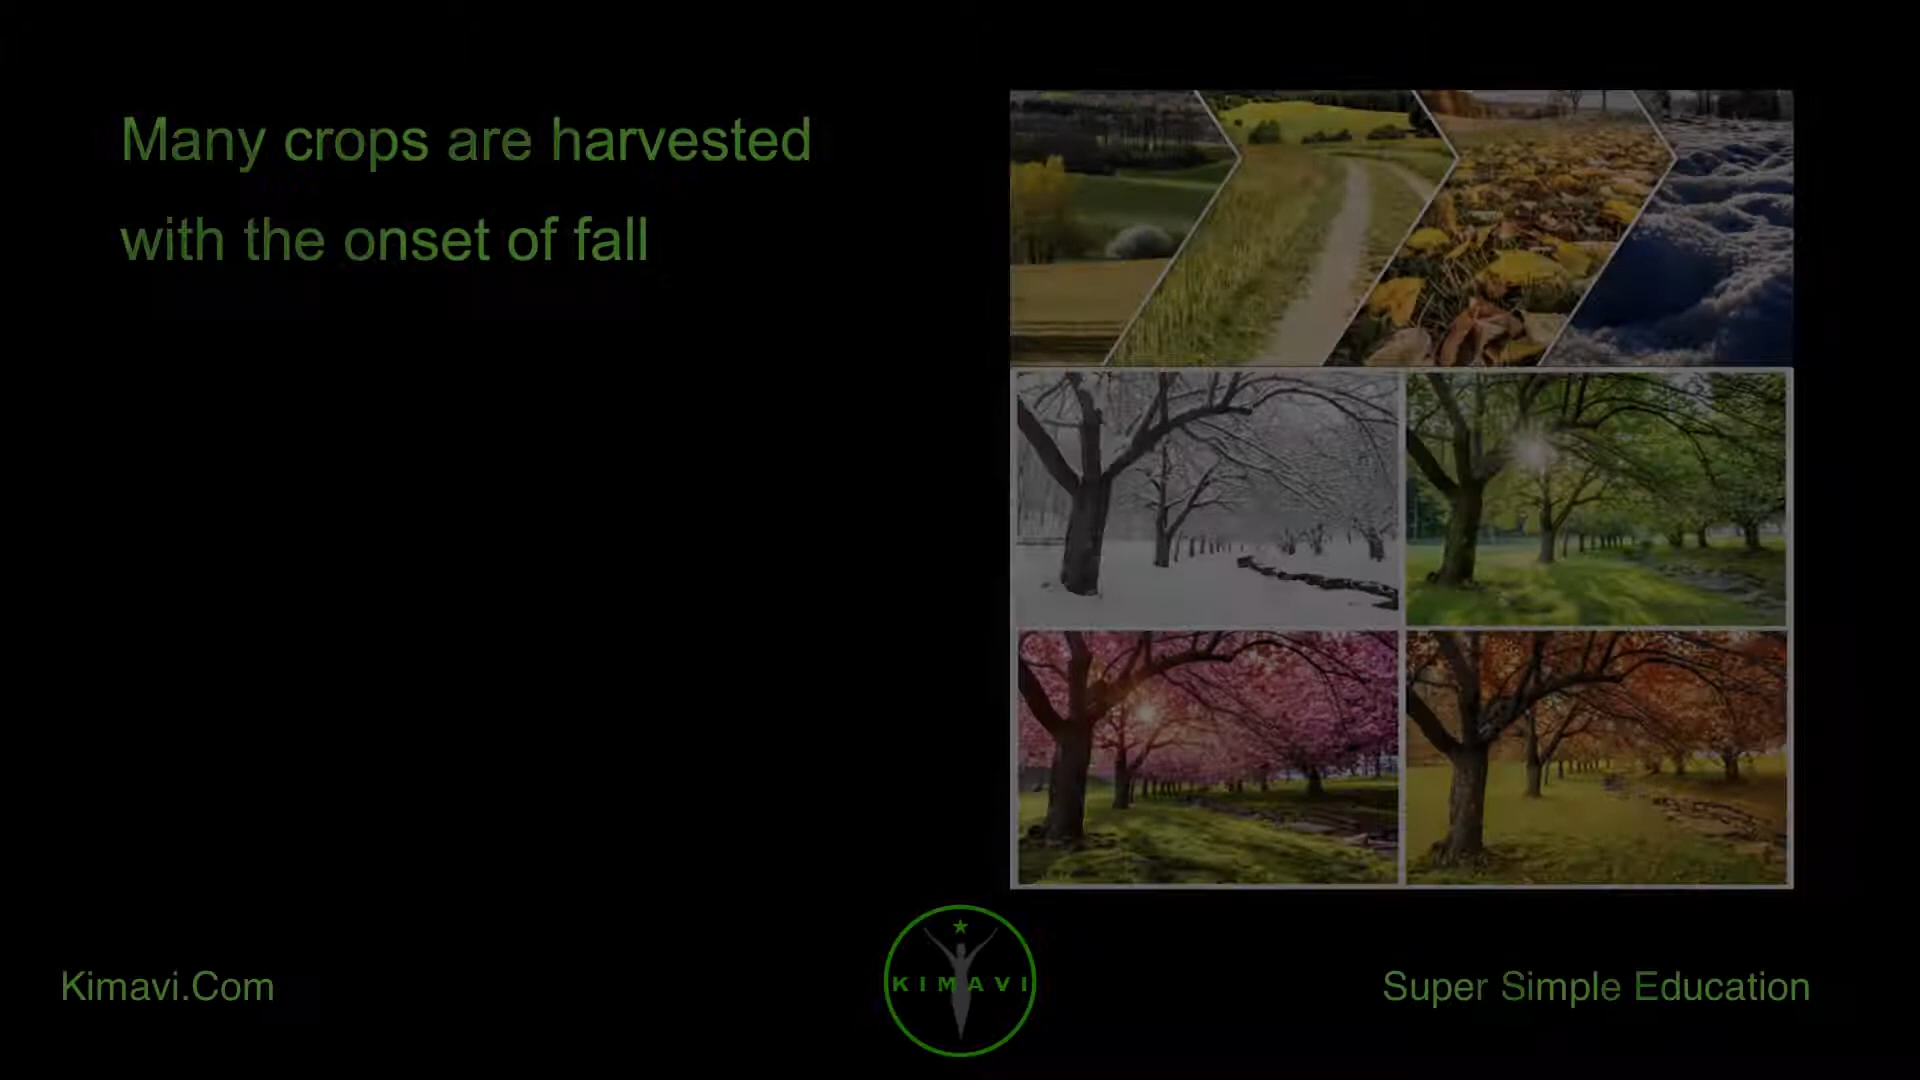 Many crops are harvested
with the onset of fall
KIMAVI
Kimavi.Com
Super Simple Education